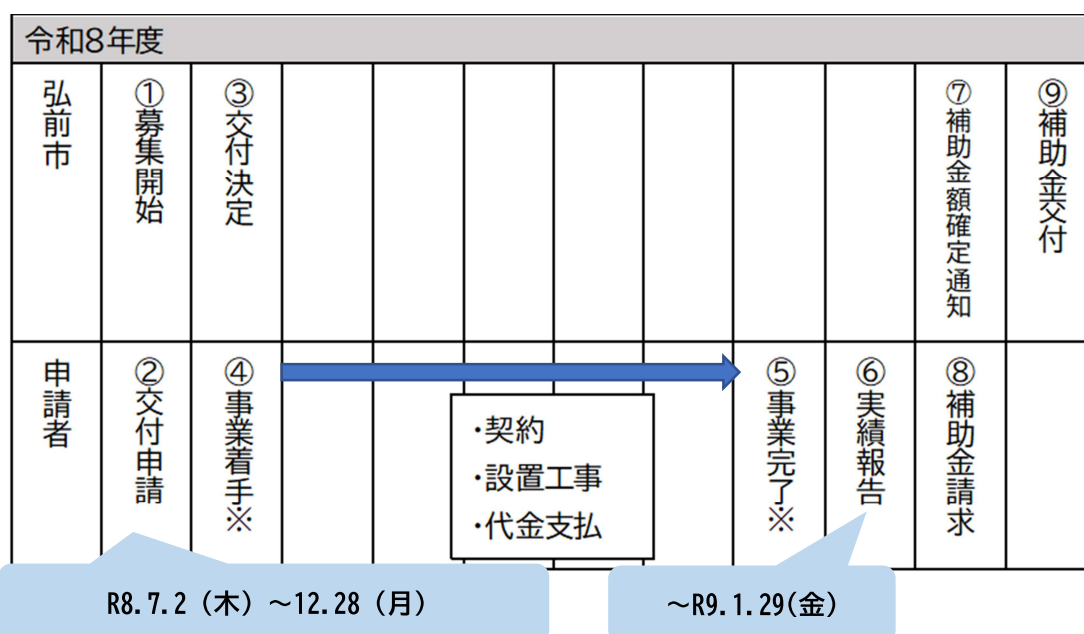 令和8年度
弘前市
①募集開始
③交付決定
⑦補助金額確定通知
⑨補助金交付
申請者
②交付申請
④事業着手※
・契約
・設置工事
・代金支払
⑤事業完了※
⑥実績報告
⑧補助金請求
R8.7.2（木）～12.28（月）
～R9.1.29(金)